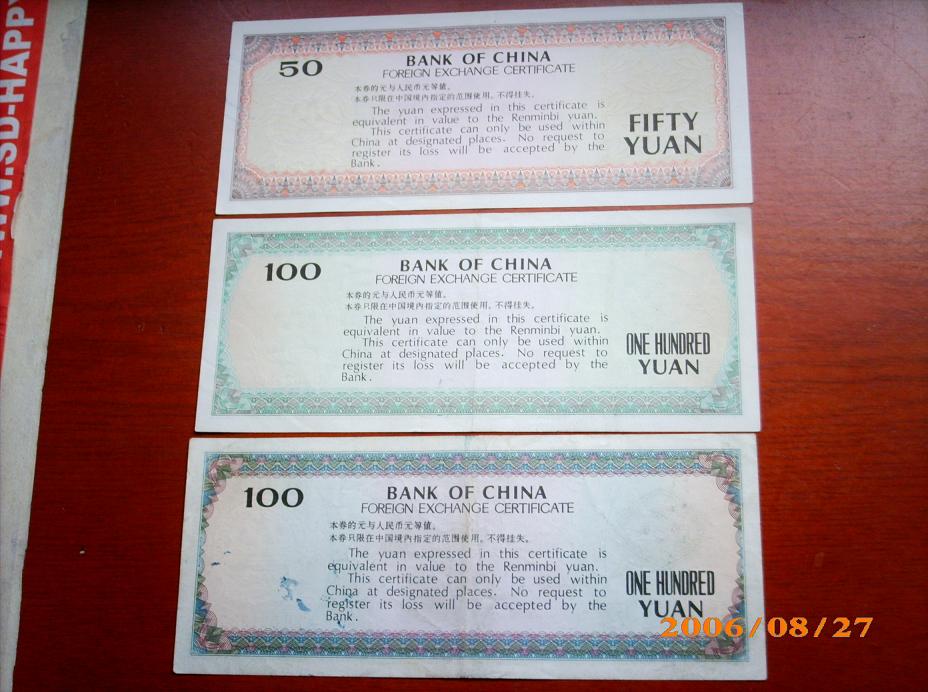 WW.SD-HAPPY
50
BANK OF CHINA
FOREIGN EXCHANGE CERTIFICATE
本券的元与人民币元等值。
本券只限在中国境内指定的范围使用，不得挂失。
The yuan expressed in this certificate is
equivalent in value to the Renminbi yuan.
This certificate can only be used within
China at designated places. No request to
register its loss will be accepted by the
Bank.
FIFTY
YUAN
100
BANK OF CHINA
FOREIGN EXCHANGE CERTIFICATE
本券的元与人民币元等值。
本券只限在中国境内指定的范围使用，不得挂失。
The yuan expressed in this certificate is
equivalent in value to the Renminbi yuan.
This certificate can only be used within
China at designated places. No request to
register its loss will be accepted by the
Bank.
ONE HUNDRED
YUAN
100
BANK OF CHINA
FOREIGN EXCHANGE CERTIFICATE
本券的元与人民币元等值。
本券只限在中国境内指定的范围使用，不得挂失。
The yuan expressed in this certificate is
equivalent in value to the Renminbi yuan.
This certificate can only be used within
China at designated places. No request to
register its loss will be accepted by the
Bank.
ONE HUNDRED
YUAN
2006/08/27